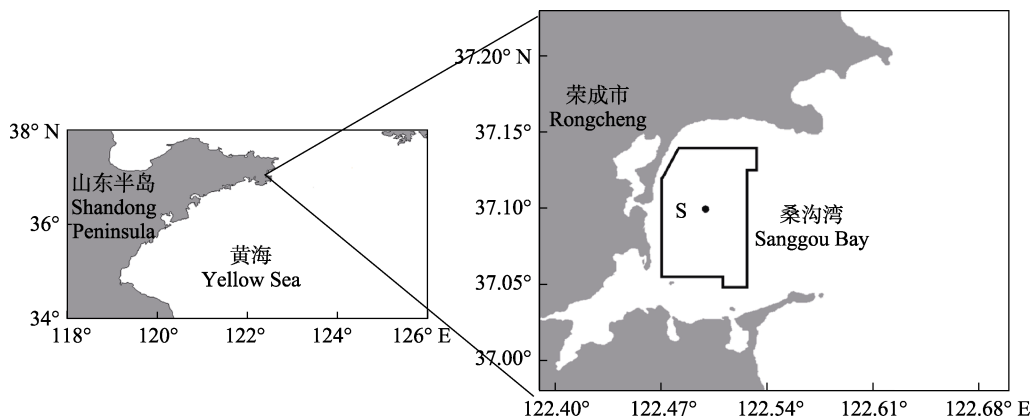 38° N
36°
34°
118°
120°
122°
124°
126° E
山东半岛
Shandong
Peninsula
黄海
Yellow Sea
37.20° N
37.15°
37.10°
37.05°
37.00°
122.40°
122.47°
122.54°
122.61°
122.68° E
荣成市
Rongcheng
S
桑沟湾
Sanggou Bay